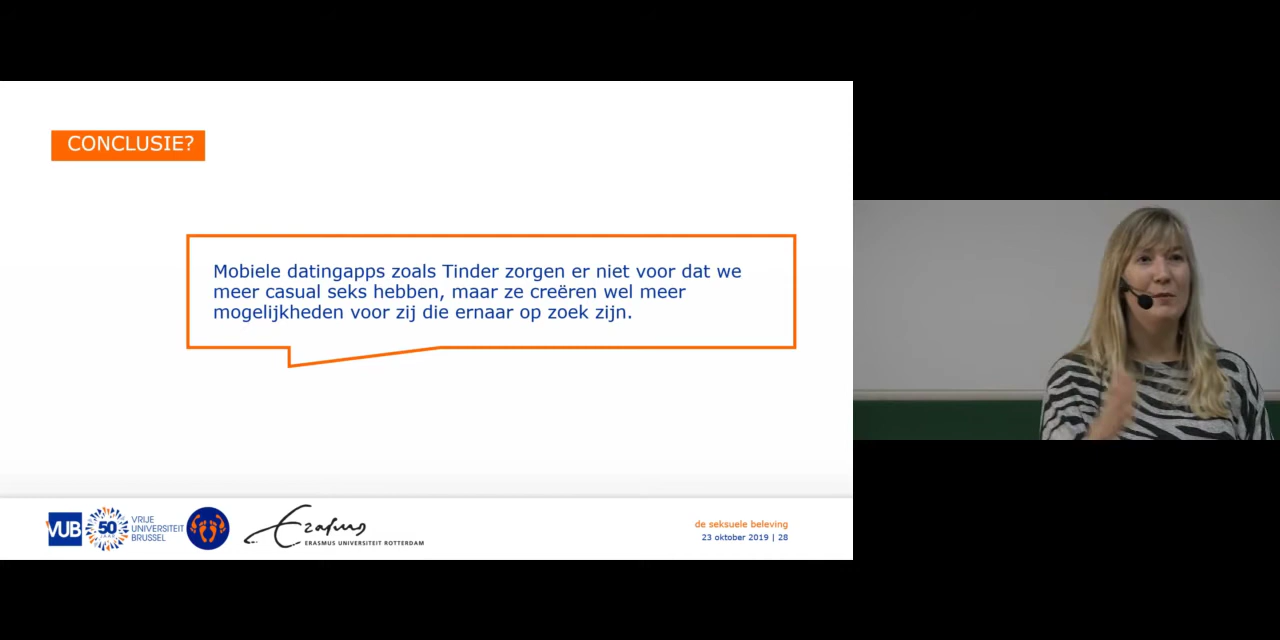 CONCLUSIE?
Mobiele datingapps zoals Tinder zorgen er niet voor dat we
meer casual seks hebben, maar ze creëren wel meer
mogelijkheden voor zij die ernaar op zoek zijn.
VUB
50
JAAR
VRIJE
UNIVERSITEIT
BRUSSEL
Erasmus
ERASMUS UNIVERSITEIT ROTTERDAM
de seksuele beleving
23 oktober 2019 | 28